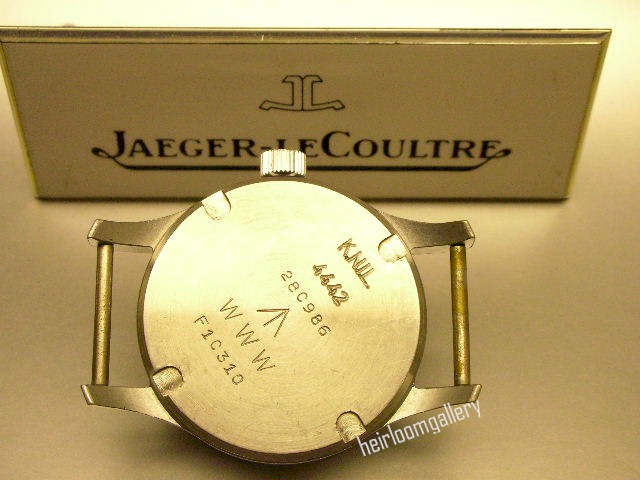 JAEGER-LECOULTRE
KNIL
4442
28C986
WWW
F1C310
heirloomgallery